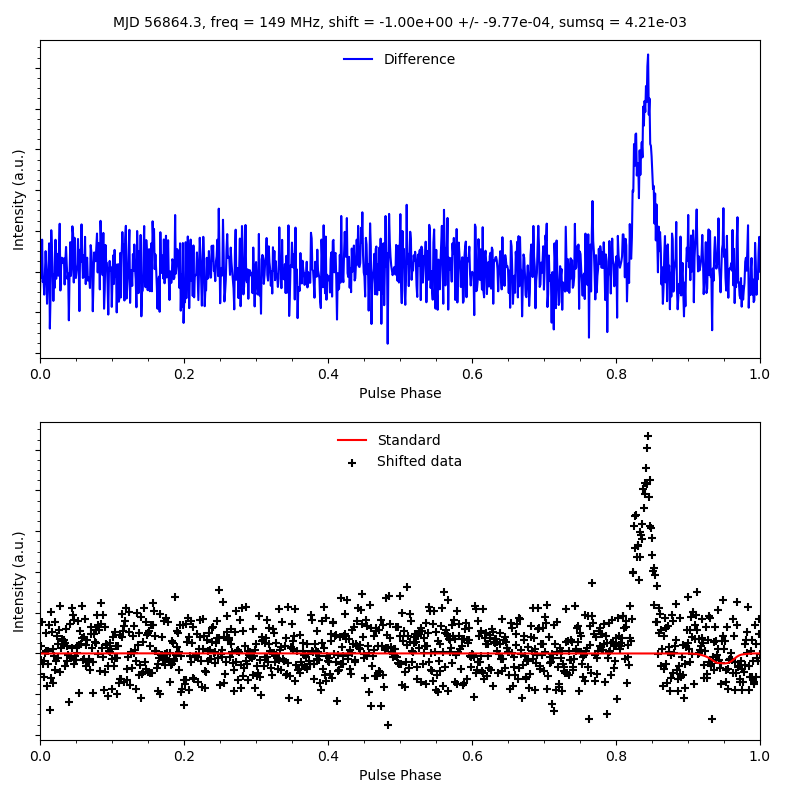 MJD 56864.3, freq = 149 MHz, shift = -1.00e+00 +/- -9.77e-04, sumsq = 4.21e-03
Difference
Intensity (a.u.)
0.0 0.2 0.4 0.6 0.8 1.0
Pulse Phase
Standard
Shifted data
Intensity (a.u.)
0.0 0.2 0.4 0.6 0.8 1.0
Pulse Phase